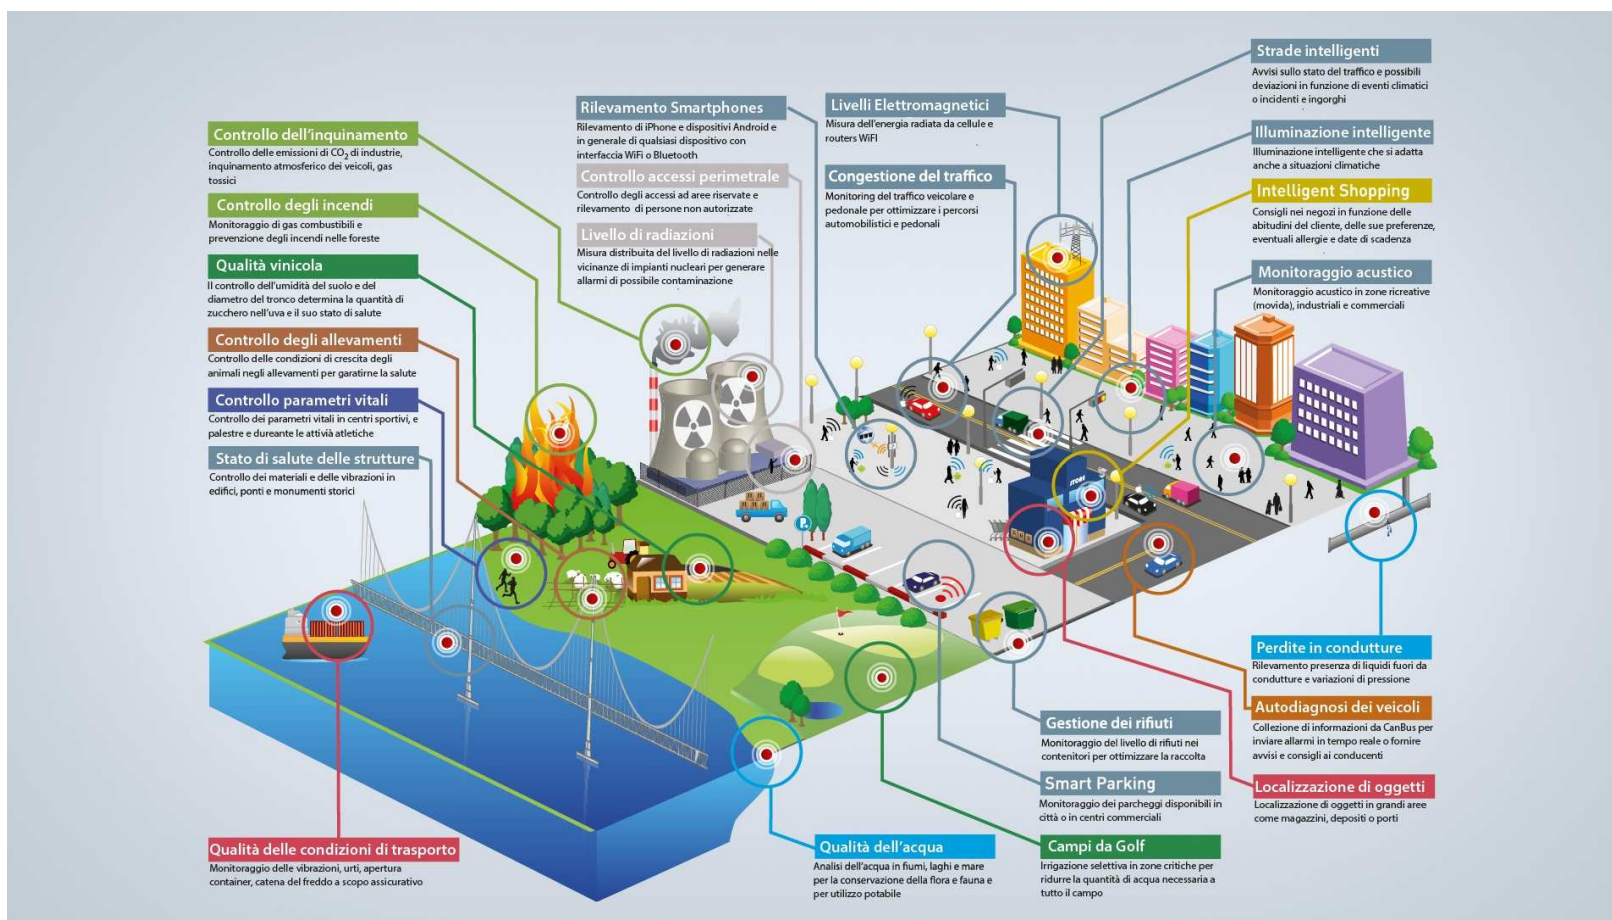 Controllo dell'inquinamento
Controllo delle emissioni di CO2 di industrie,
inquinamento atmosferico dei veicoli, gas
tossici
Controllo degli incendi
Monitoraggio di gas combustibili e
prevenzione degli incendi nelle foreste
Qualità vinicola
Il controllo dell'umidità del suolo e del
diametro del tronco determina la quantità di
zucchero nell'uva e il suo stato di salute
Controllo degli allevamenti
Controllo delle condizioni di crescita degli
animali negli allevamenti per garatirne la salute
Controllo parametri vitali
Controllo dei parametri vitali in centri sportivi, e
palestre e dureante le attivià atletiche
Stato di salute delle strutture
Controllo dei materiali e delle vibrazioni in
edifici, ponti e monumenti storici
Rilevamento Smartphones
Rilevamento di iPhone e dispositivi Android e
in generale di qualsiasi dispositivo con
interfaccia WiFi o Bluetooth
Controllo accessi perimetrale
Controllo degli accessi ad aree riservate e
rilevamento di persone non autorizzate
Livello di radiazioni
Misura distribuita del livello di radiazioni nelle
vicinanze di impianti nucleari per generare
allarmi di possibile contaminazione
Livelli Elettromagnetici
Misura dell'energia radiata da cellule e
routers WiFI
Congestione del traffico
Monitoring del traffico veicolare e
pedonale per ottimizzare i percorsi
automobilistici e pedonali
Strade intelligenti
Avvisi sullo stato del traffico e possibili
deviazioni in funzione di eventi climatici
o incidenti e ingorghi
Illuminazione intelligente
Illuminazione intelligente che si adatta
anche a situazioni climatiche
Intelligent Shopping
Consigli nei negozi in funzione delle
abitudini del cliente, delle sue preferenze,
eventuali allergie e date di scadenza
Monitoraggio acustico
Monitoraggio acustico in zone ricreative
(movida), industriali e commerciali
STORE
P
Perdite in condutture
Rilevamento presenza di liquidi fuori da
condutture e variazioni di pressione
Autodiagnosi dei veicoli
Collezione di informazioni da CanBus per
inviare allarmi in tempo reale o fornire
avvisi e consigli ai conducenti
Localizzazione di oggetti
Localizzazione di oggetti in grandi aree
come magazzini, depositi o porti
Gestione dei rifiuti
Monitoraggio del livello di rifiuti nei
contenitori per ottimizzare la raccolta
Smart Parking
Monitoraggio dei parcheggi disponibili in
città o in centri commerciali
Campi da Golf
Irrigazione selettiva in zone critiche per
ridurre la quantità di acqua necessaria a
tutto il campo
Qualità dell'acqua
Analisi dell'acqua in fiumi, laghi e mare
per la conservazione della flora e fauna e
per utilizzo potabile
Qualità delle condizioni di trasporto
Monitoraggio delle vibrazioni, urti, apertura
container, catena del freddo a scopo assicurativo